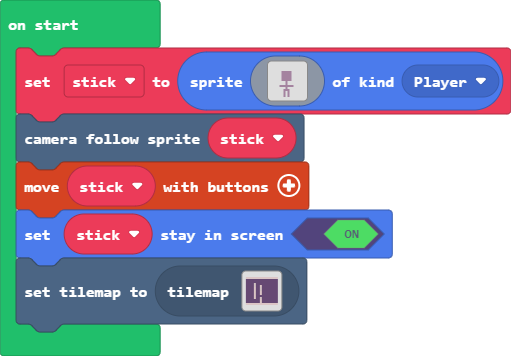 on start
set stick to sprite of kind Player
camera follow sprite stick
move stick with buttons
set stick stay in screen ON
set tilemap to tilemap